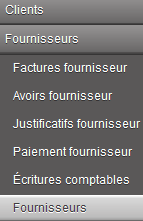 Clients
Fournisseurs
Factures fournisseur
Avoirs fournisseur
Justificatifs fournisseur
Paiement fournisseur
Écritures comptables
Fournisseurs